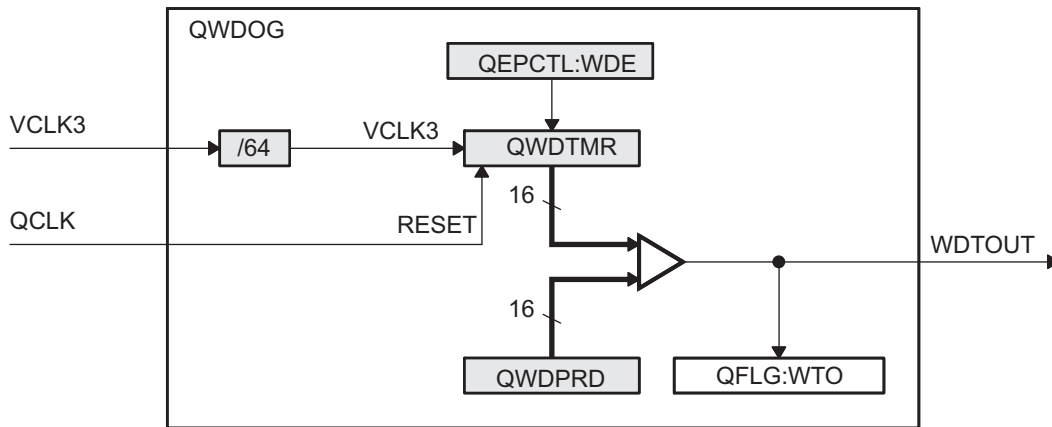 QWDOG
QEPCTL:WDE
VCLK3
/64
VCLK3
QWDTMR
16
QCLK
RESET
WDTOUT
16
QWDPRD
QFLG:WTO